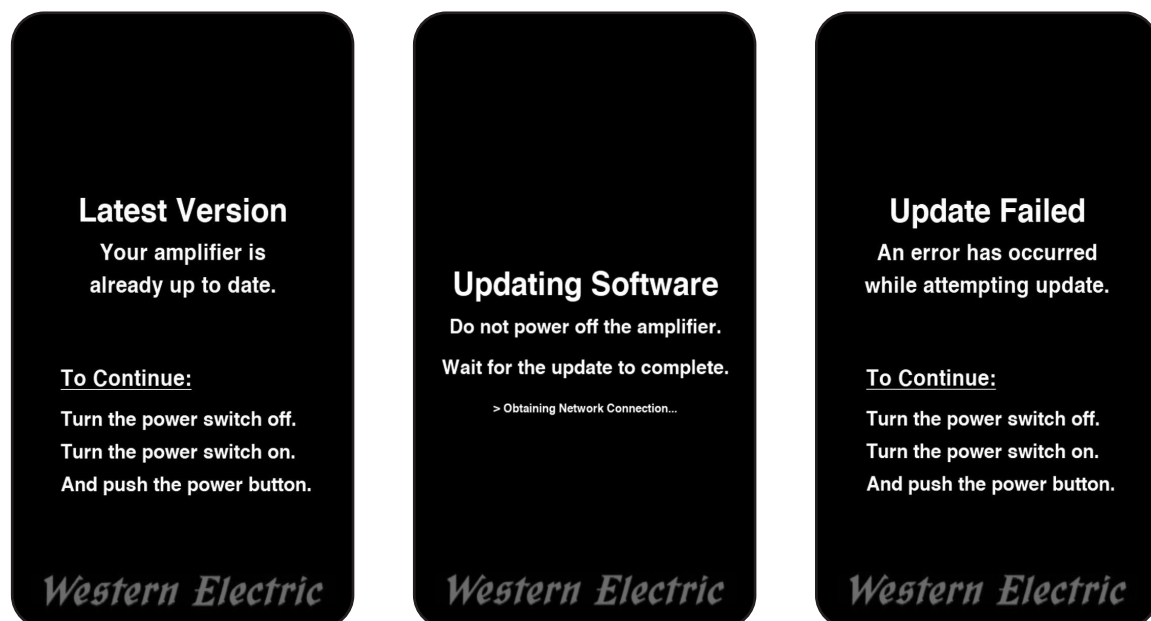 Latest Version
Your amplifier is
already up to date.
To Continue:
Turn the power switch off.
Turn the power switch on.
And push the power button.
Western Electric
Updating Software
Do not power off the amplifier.
Wait for the update to complete.
> Obtaining Network Connection...
Western Electric
Update Failed
An error has occurred
while attempting update.
To Continue:
Turn the power switch off.
Turn the power switch on.
And push the power button.
Western Electric